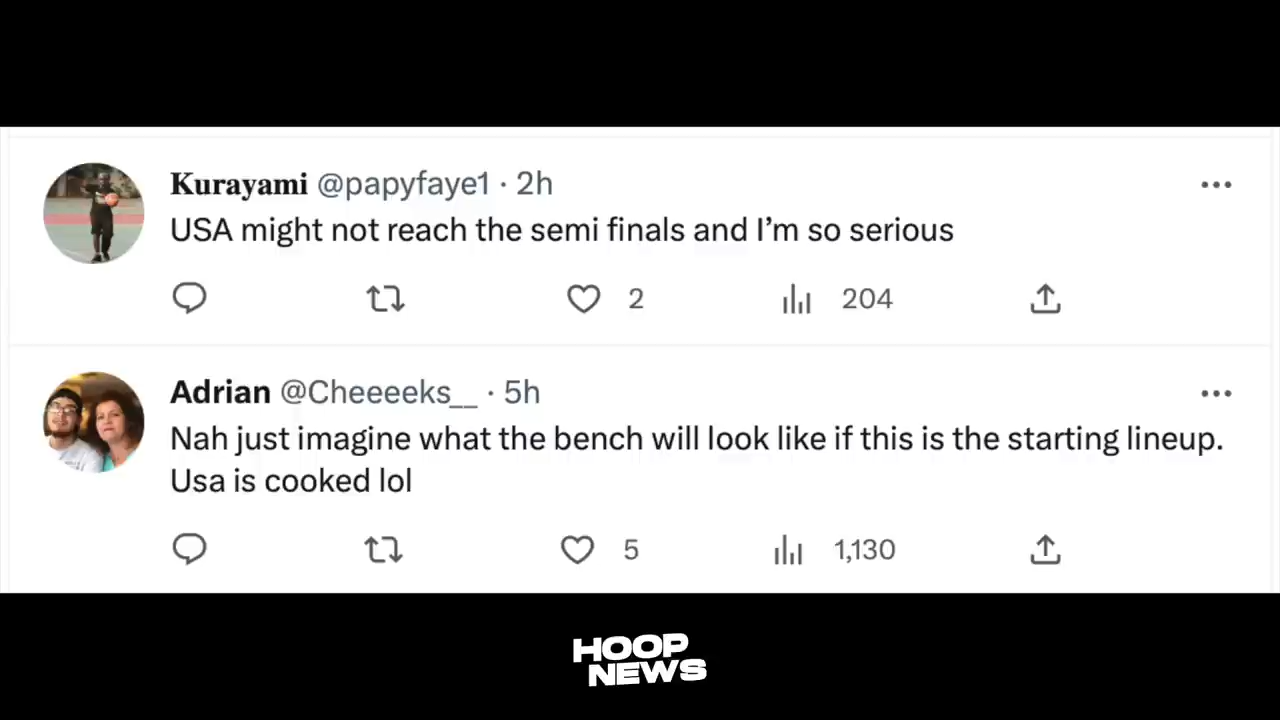 Kurayami @papyfaye1 · 2h
USA might not reach the semi finals and I’m so serious
2 204
Adrian @Cheeeeks__ · 5h
Nah just imagine what the bench will look like if this is the starting lineup.
Usa is cooked lol
5 1,130
HOOP
NEWS